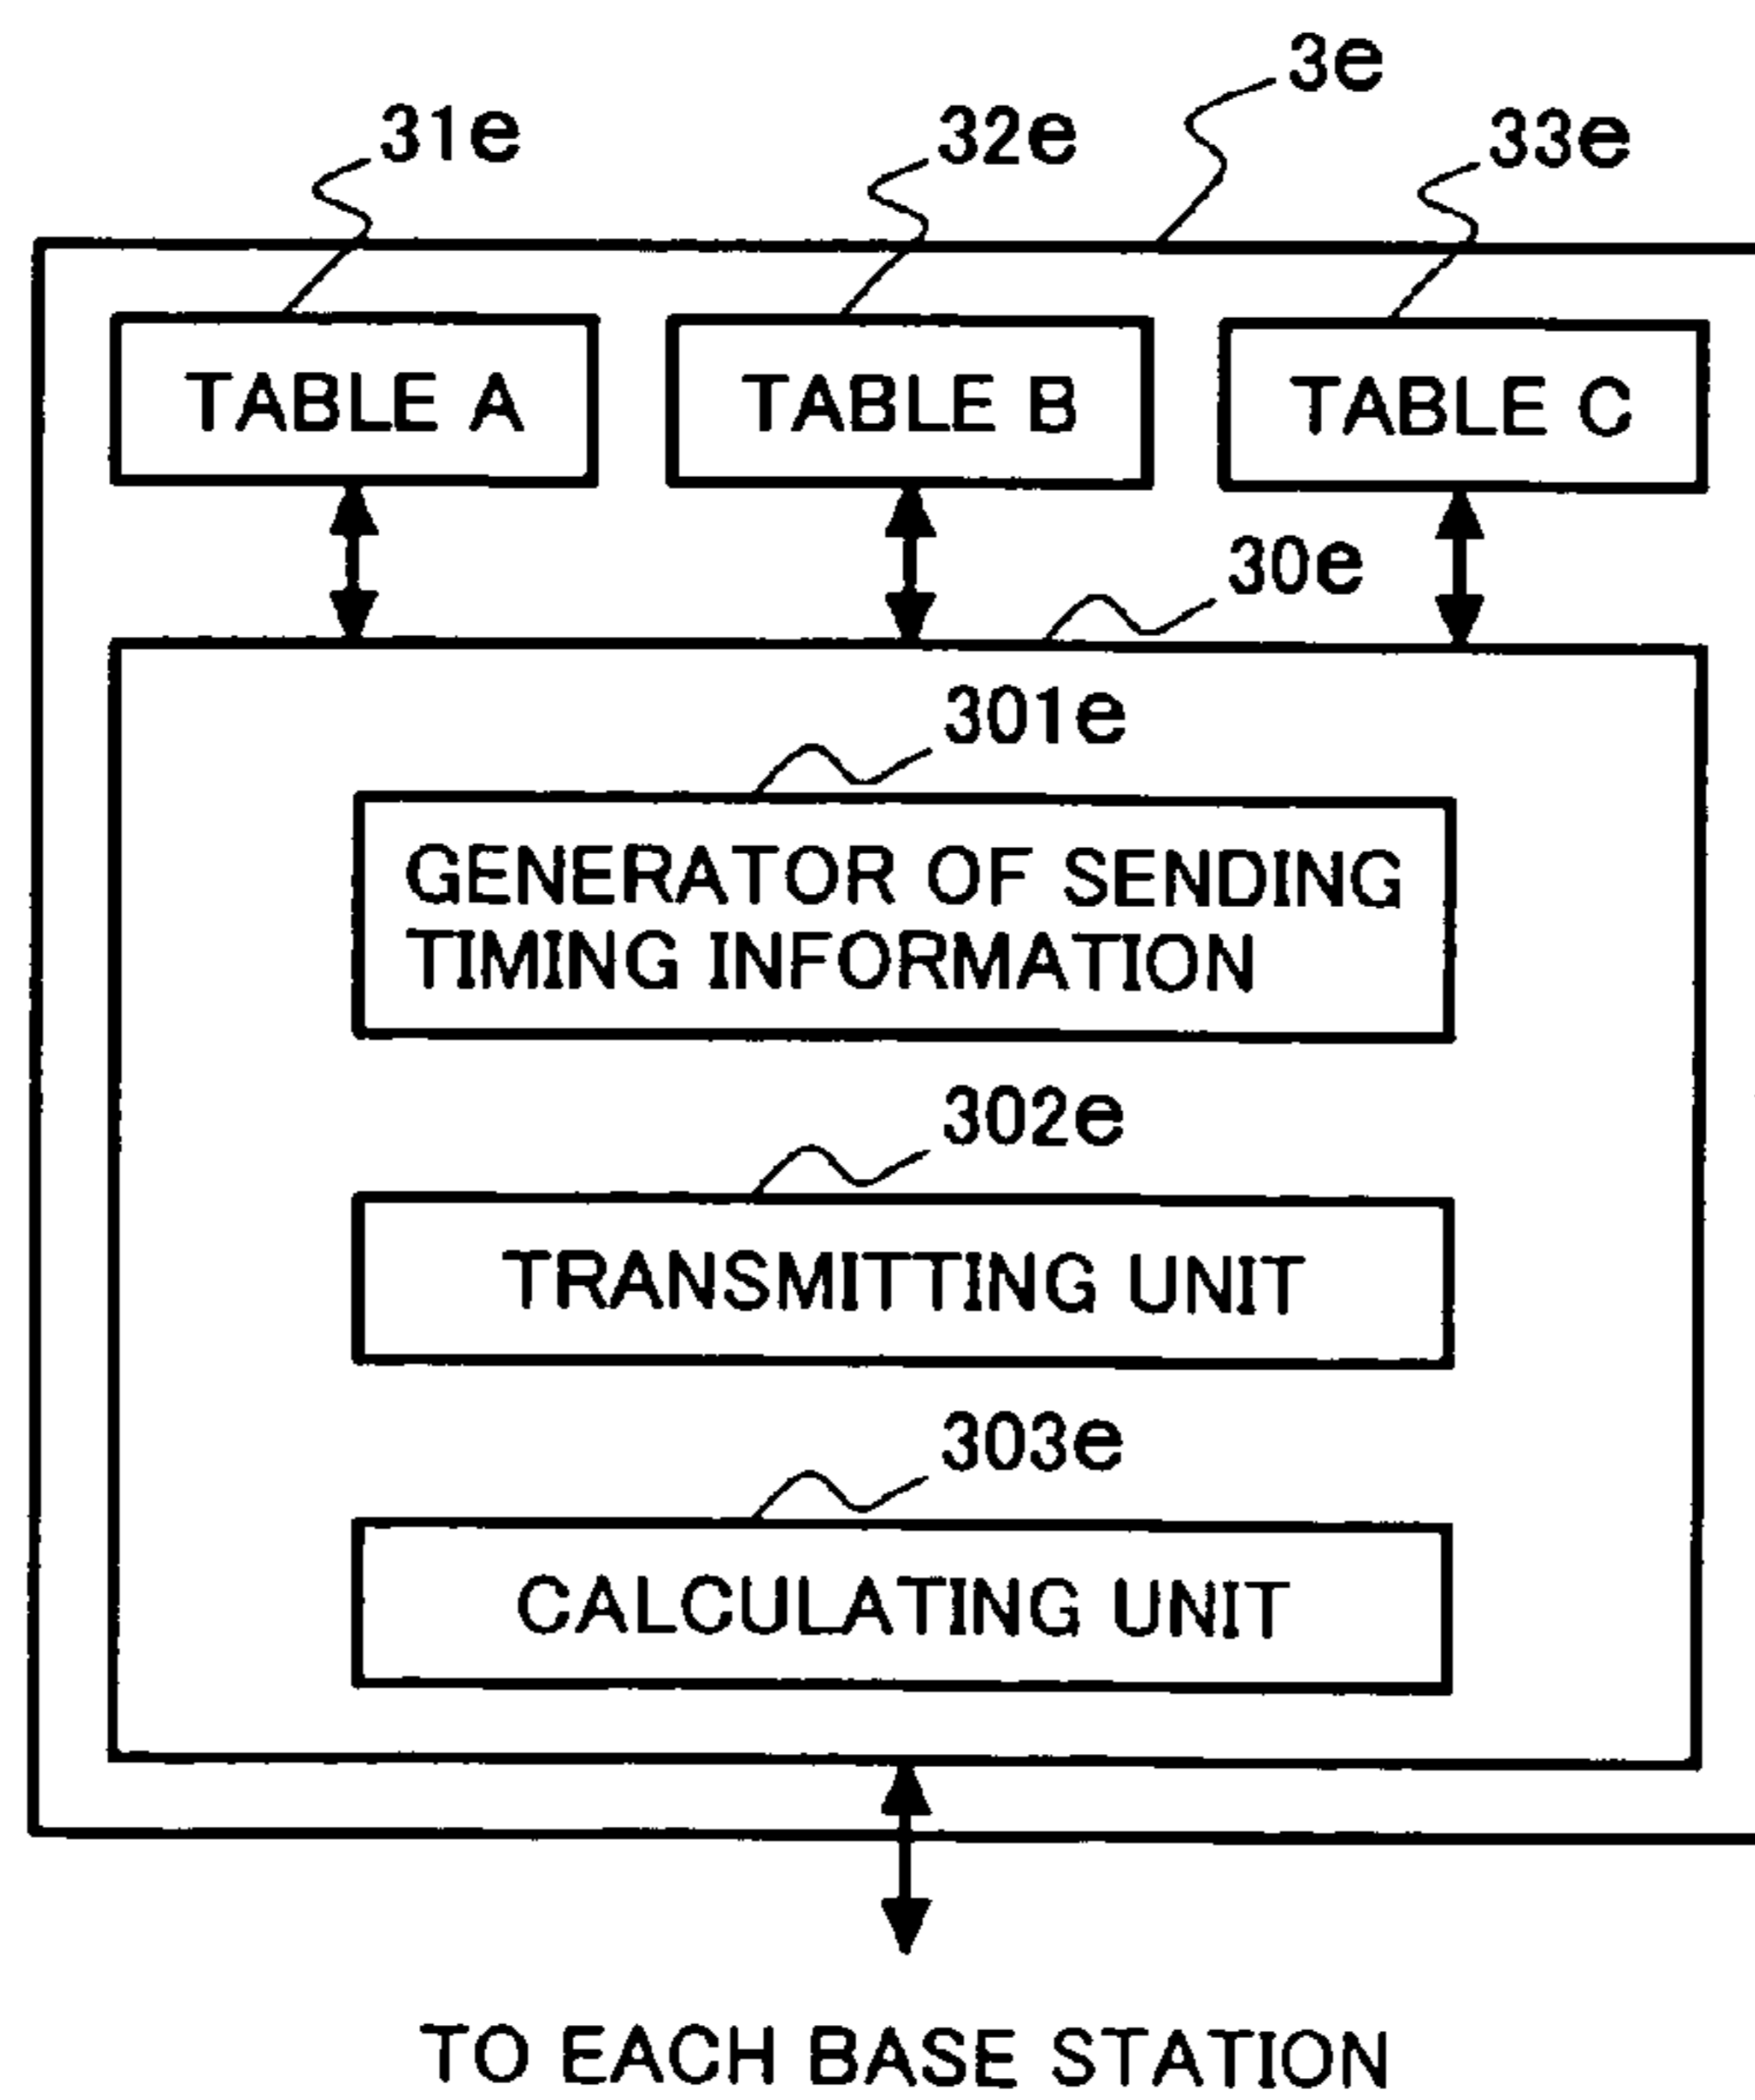 3e
31e
32e
33e
TABLE A
TABLE B
TABLE C
30e
301e
GENERATOR OF SENDING
TIMING INFORMATION
302e
TRANSMITTING UNIT
303e
CALCULATING UNIT
TO EACH BASE STATION